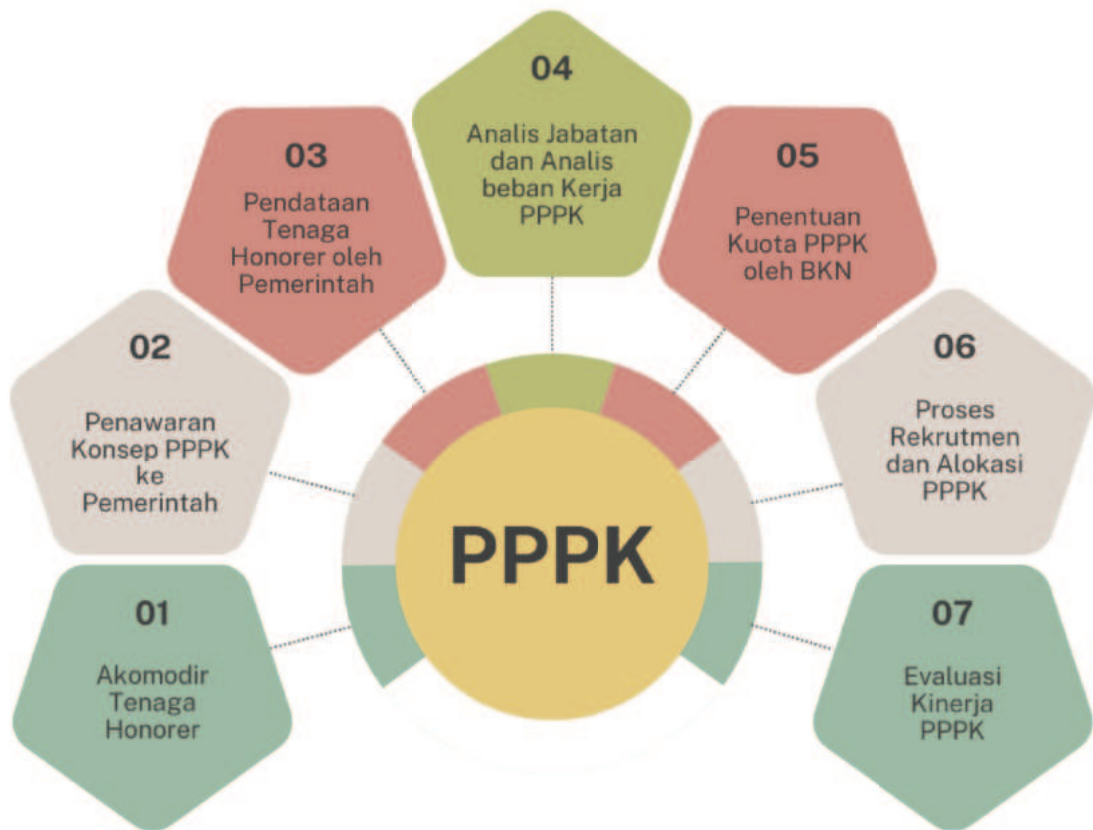 01
Akomodir
Tenaga
Honorer
02
Penawaran
Konsep PPPK
ke
Pemerintah
03
Pendataan
Tenaga
Honorer oleh
Pemerintah
04
Analis Jabatan
dan Analis
beban Kerja
PPPK
05
Penentuan
Kuota PPPK
oleh BKN
06
Proses
Rekrutmen
dan Alokasi
PPPK
07
Evaluasi
Kinerja
PPPK
PPPK